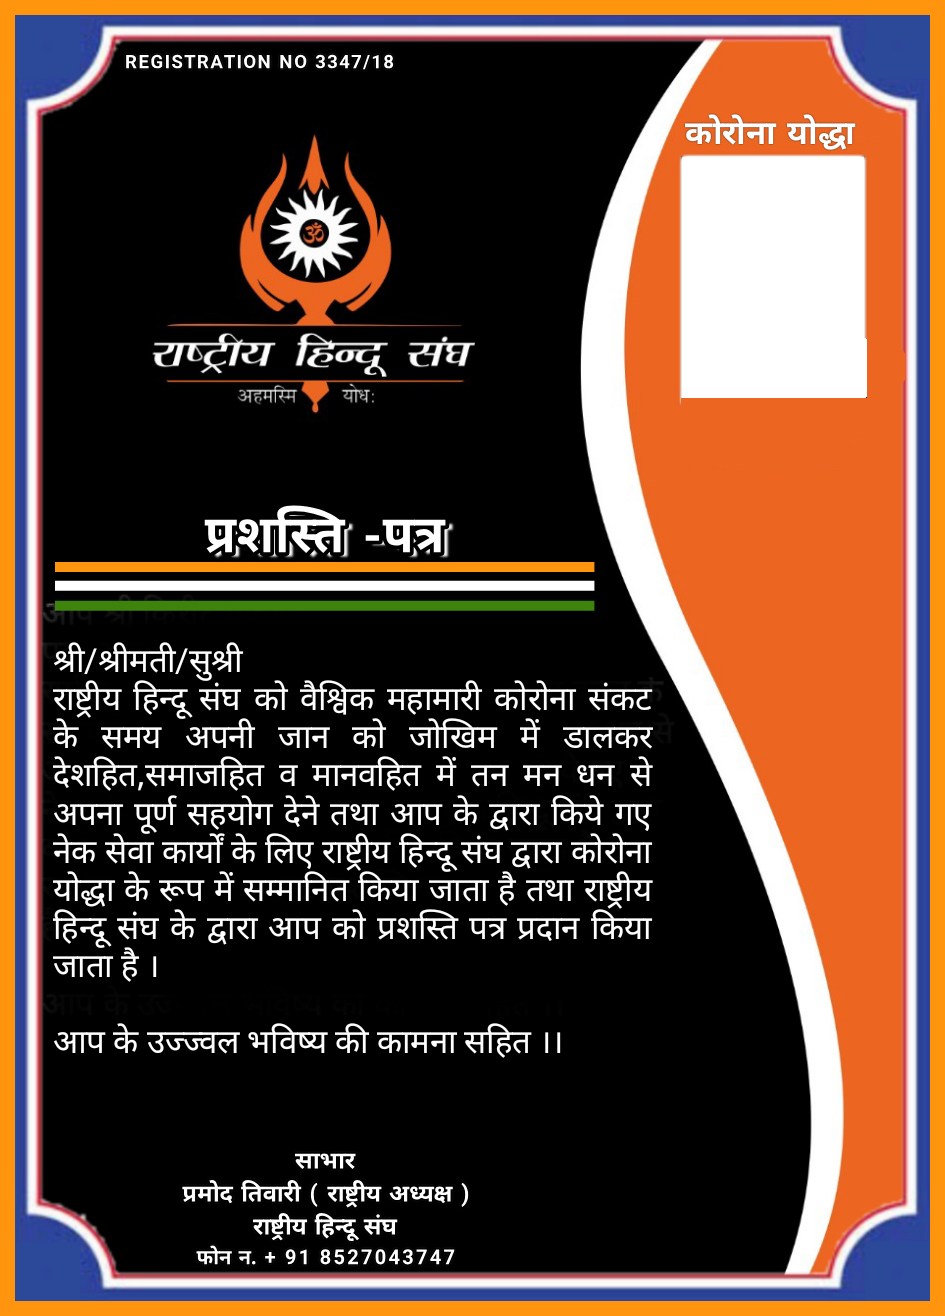 REGISTRATION NO 3347/18
कोरोना योद्धा
ॐ
राष्ट्रीय हिन्दू संघ
अहमस्मि योध:
प्रशस्ति -पत्र
श्री/श्रीमती/सुश्री
राष्ट्रीय हिन्दू संघ को वैश्विक महामारी कोरोना संकट
के समय अपनी जान को जोखिम में डालकर
देशहित,समाजहित व मानवहित में तन मन धन से
अपना पूर्ण सहयोग देने तथा आप के द्वारा किये गए
नेक सेवा कार्यों के लिए राष्ट्रीय हिन्दू संघ द्वारा कोरोना
योद्धा के रूप में सम्मानित किया जाता है तथा राष्ट्रीय
हिन्दू संघ के द्वारा आप को प्रशस्ति पत्र प्रदान किया
जाता है ।
आप के उज्ज्वल भविष्य की कामना सहित ।।
साभार
प्रमोद तिवारी ( राष्ट्रीय अध्यक्ष )
राष्ट्रीय हिन्दू संघ
फोन न. + 91 8527043747